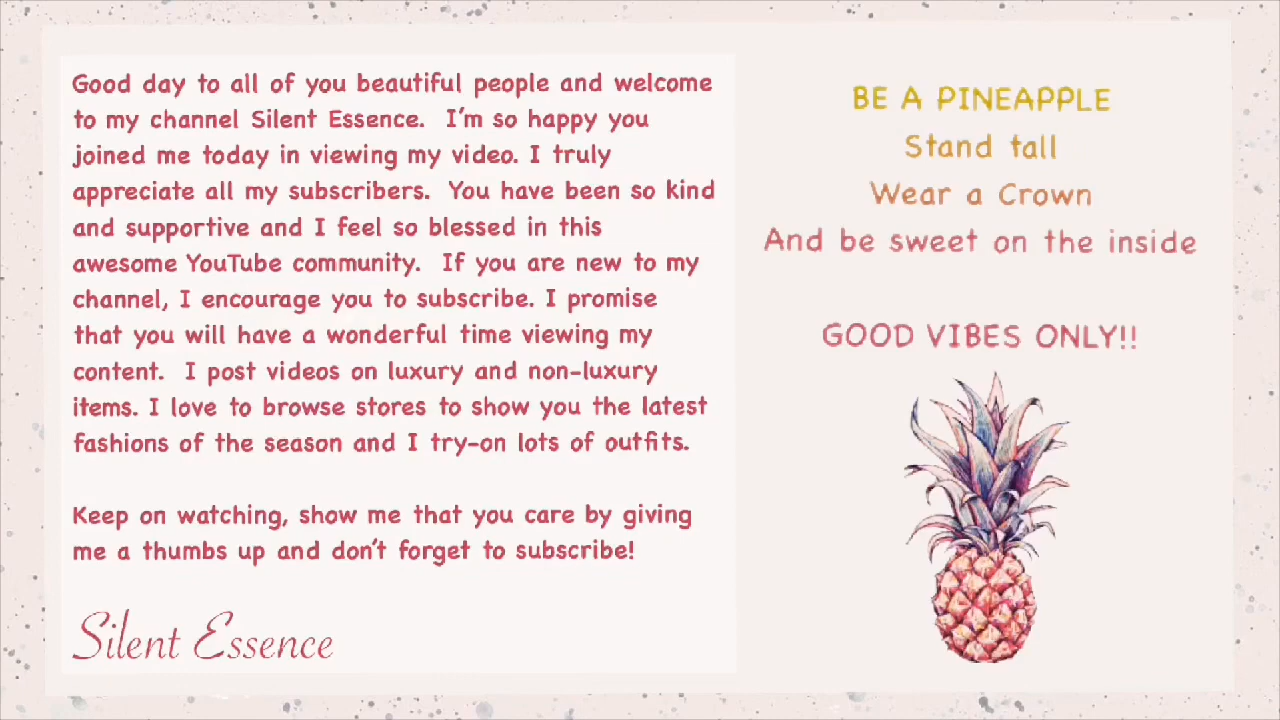 Good day to all of you beautiful people and welcome
to my channel Silent Essence.  I'm so happy you
joined me today in viewing my video. I truly
appreciate all my subscribers.  You have been so kind
and supportive and I feel so blessed in this
awesome YouTube community.  If you are new to my
channel, I encourage you to subscribe. I promise
that you will have a wonderful time viewing my
content.  I post videos on luxury and non-luxury
items. I love to browse stores to show you the latest
fashions of the season and I try-on lots of outfits.
Keep on watching, show me that you care by giving
me a thumbs up and don't forget to subscribe!
Silent Essence
BE A PINEAPPLE
Stand tall
Wear a Crown
And be sweet on the inside
GOOD VIBES ONLY!!